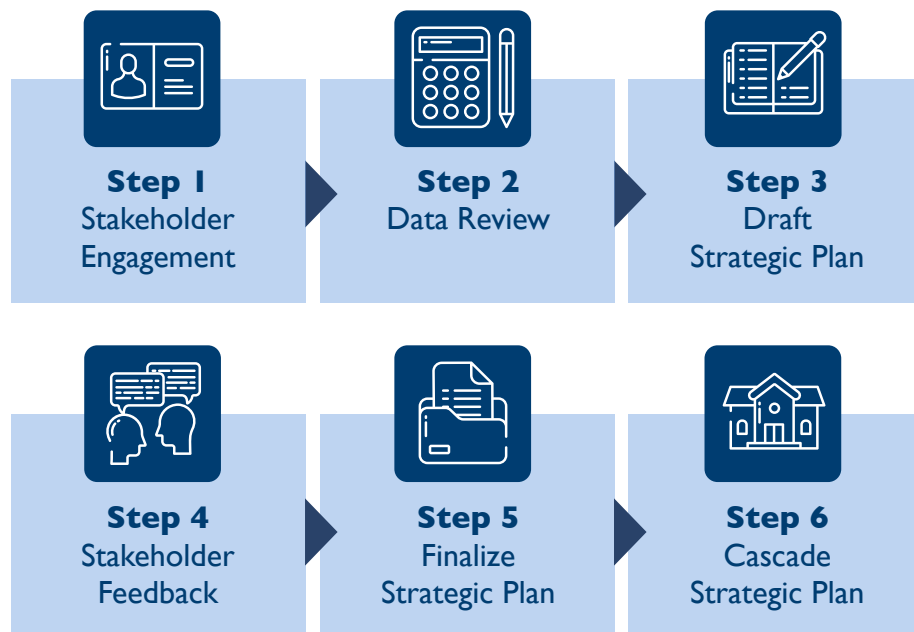 Step 1
Stakeholder
Engagement
Step 2
Data Review
Step 3
Draft
Strategic Plan
Step 4
Stakeholder
Feedback
Step 5
Finalize
Strategic Plan
Step 6
Cascade
Strategic Plan